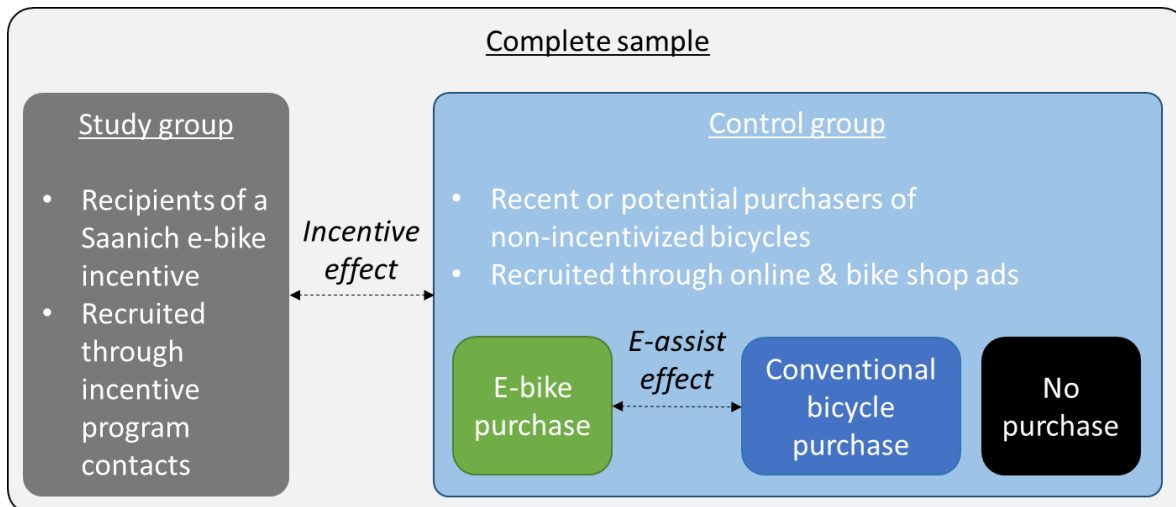 Complete sample
Study group
• Recipients of a
Saanich e-bike
incentive
• Recruited
through
incentive
program
contacts
Incentive
effect
Control group
• Recent or potential purchasers of
non-incentivized bicycles
• Recruited through online & bike shop ads
E-bike
purchase
E-assist
effect
Conventional
bicycle
purchase
No
purchase